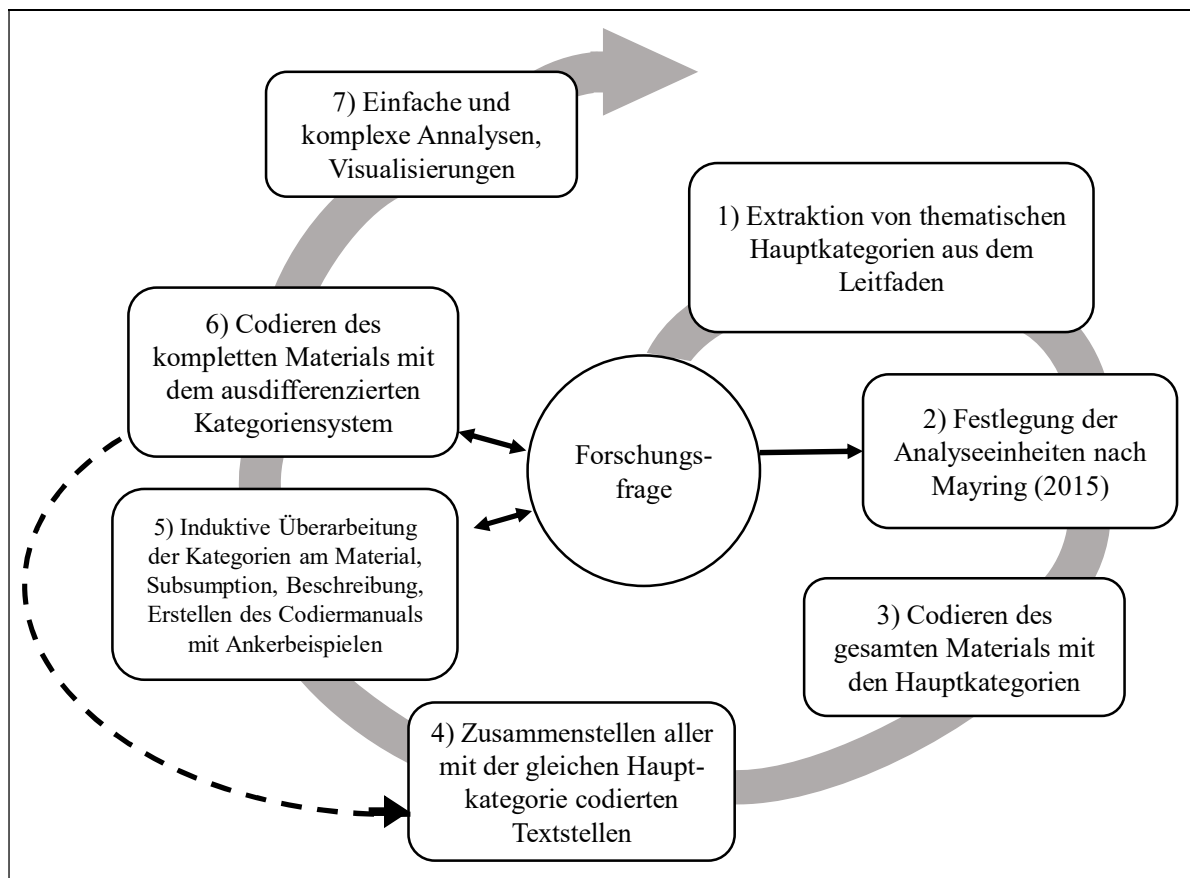 7) Einfache und
komplexe Annalysen,
Visualisierungen
1) Extraktion von thematischen
Hauptkategorien aus dem
Leitfaden
6) Codieren des
kompletten Materials mit
dem ausdifferenzierten
Kategoriensystem
Forschungs-
frage
2) Festlegung der
Analyseeinheiten nach
Mayring (2015)
5) Induktive Überarbeitung
der Kategorien am Material,
Subsumption, Beschreibung,
Erstellen des Codiermanuals
mit Ankerbeispielen
3) Codieren des
gesamten Materials mit
den Hauptkategorien
4) Zusammenstellen aller
mit der gleichen Haupt-
kategorie codierten
Textstellen